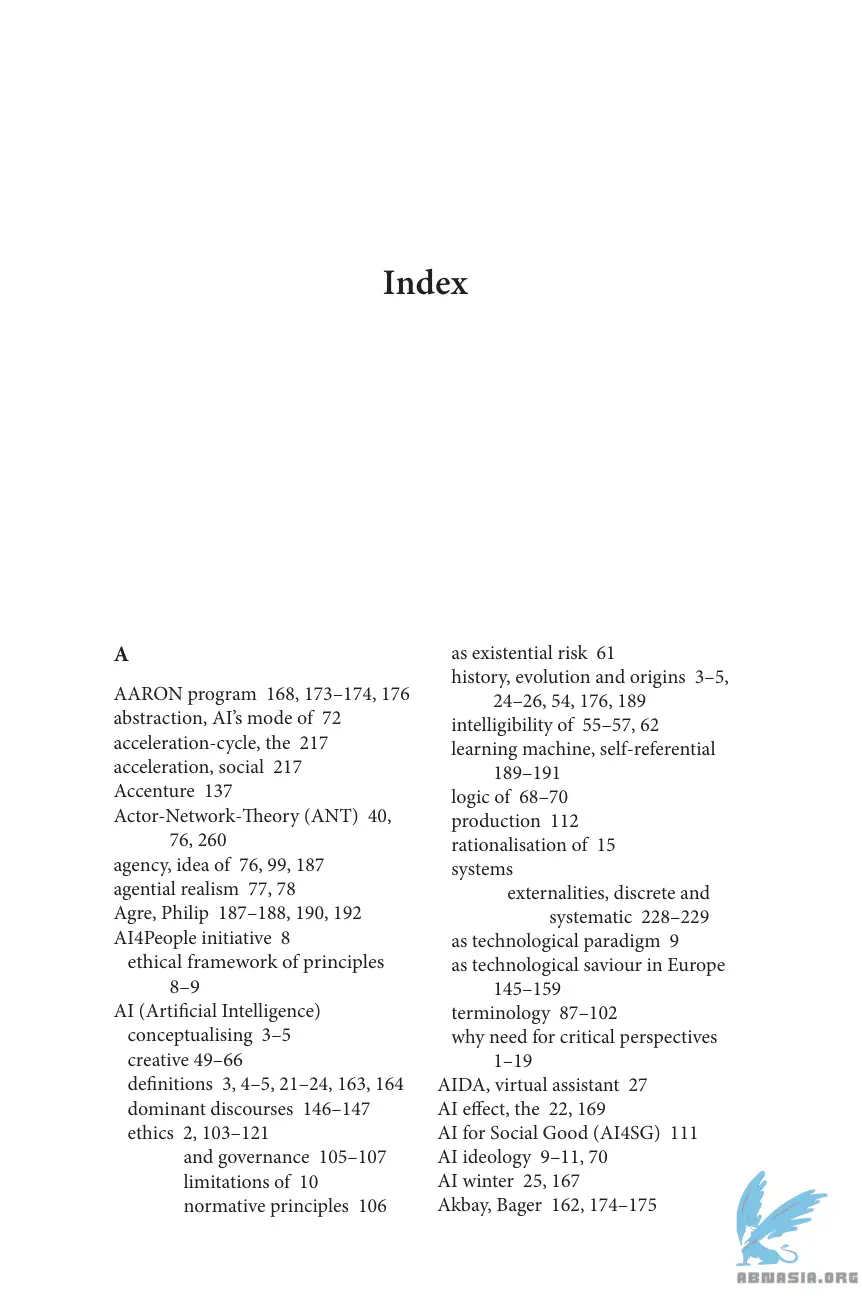 Index
A
AARON program 168, 173–174, 176
abstraction, AI’s mode of 72
acceleration-cycle, the 217
acceleration, social 217
Accenture 137
Actor-Network-Theory (ANT) 40,
76, 260
agency, idea of 76, 99, 187
agential realism 77, 78
Agre, Philip 187–188, 190, 192
AI4People initiative 8
ethical framework of principles
8–9
AI (Artificial Intelligence)
conceptualising 3–5
creative 49–66
definitions 3, 4–5, 21–24, 163, 164
dominant discourses 146–147
ethics 2, 103–121
and governance 105–107
limitations of 10
normative principles 106
as existential risk 61
history, evolution and origins 3–5,
24–26, 54, 176, 189
intelligibility of 55–57, 62
learning machine, self-referential
189–191
logic of 68–70
production 112
rationalisation of 15
systems
externalities, discrete and
systematic 228–229
as technological paradigm 9
as technological saviour in Europe
145–159
terminology 87–102
why need for critical perspectives
1–19
AIDA, virtual assistant 27
AI effect, the 22, 169
AI for Social Good (AI4SG) 111
AI ideology 9–11, 70
AI winter 25, 167
Akbay, Bager 162, 174–175
ABNASIA.ORG